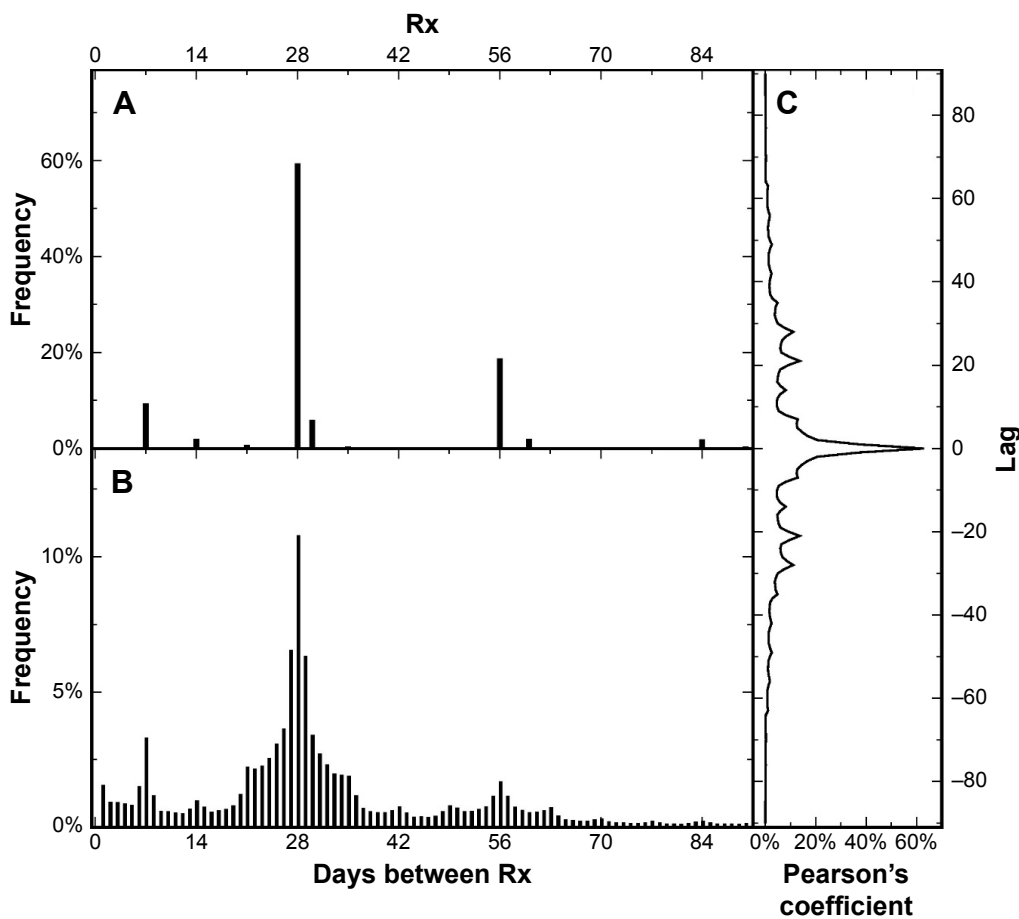 Rx
0 14 28 42 56 70 84
A
C
Frequency
60%
40%
20%
0%
80
60
40
20
0
−20
−40
−60
−80
Lag
B
Frequency
10%
5%
0%
0 14 28 42 56 70 84
0% 20% 40% 60%
Days between Rx
Pearson's
coefficient